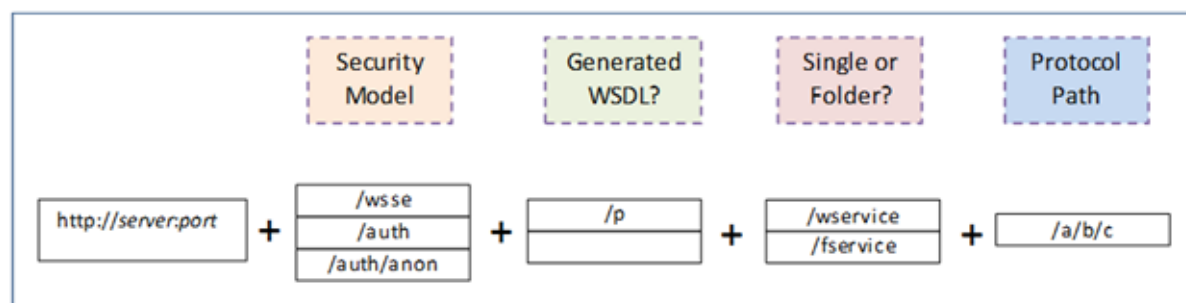 Security
Model
Generated
WSDL?
Single or
Folder?
Protocol
Path
http://server:port
+
/wsse
/auth
/auth/anon
+
/p
+
/wservice
/fservice
+
/a/b/c